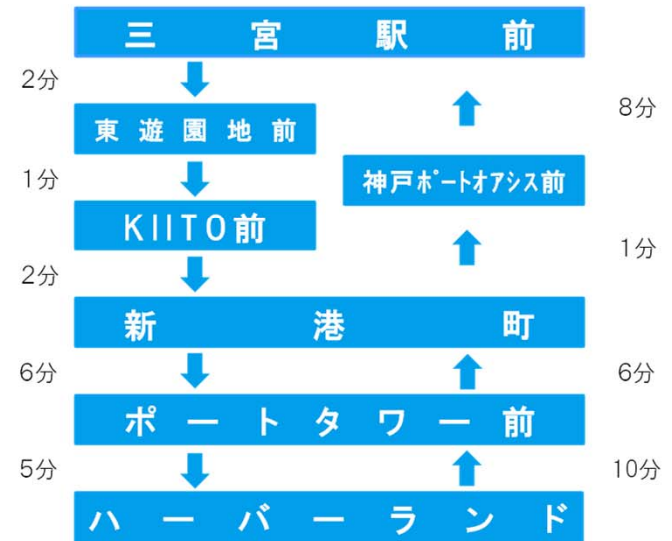 三宮駅前
2分
8分
東遊園地前
1分
神戸ポートオアシス前
KIITO前
1分
2分
新港町
6分
6分
ポートタワー前
5分
10分
ハーバーランド